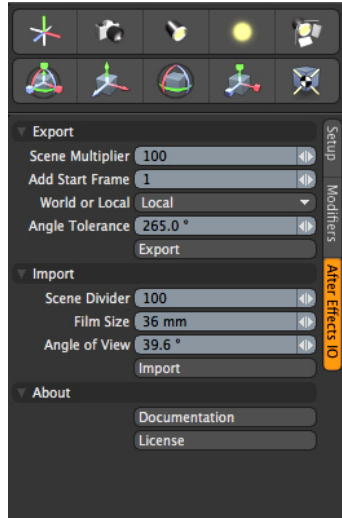 Export
Scene Multiplier 100
Add Start Frame 1
World or Local Local
Angle Tolerance 265.0 °
Export
Import
Scene Divider 100
Film Size 36 mm
Angle of View 39.6 °
Import
About
Documentation
License
Setup
Modifiers
After Effects IO